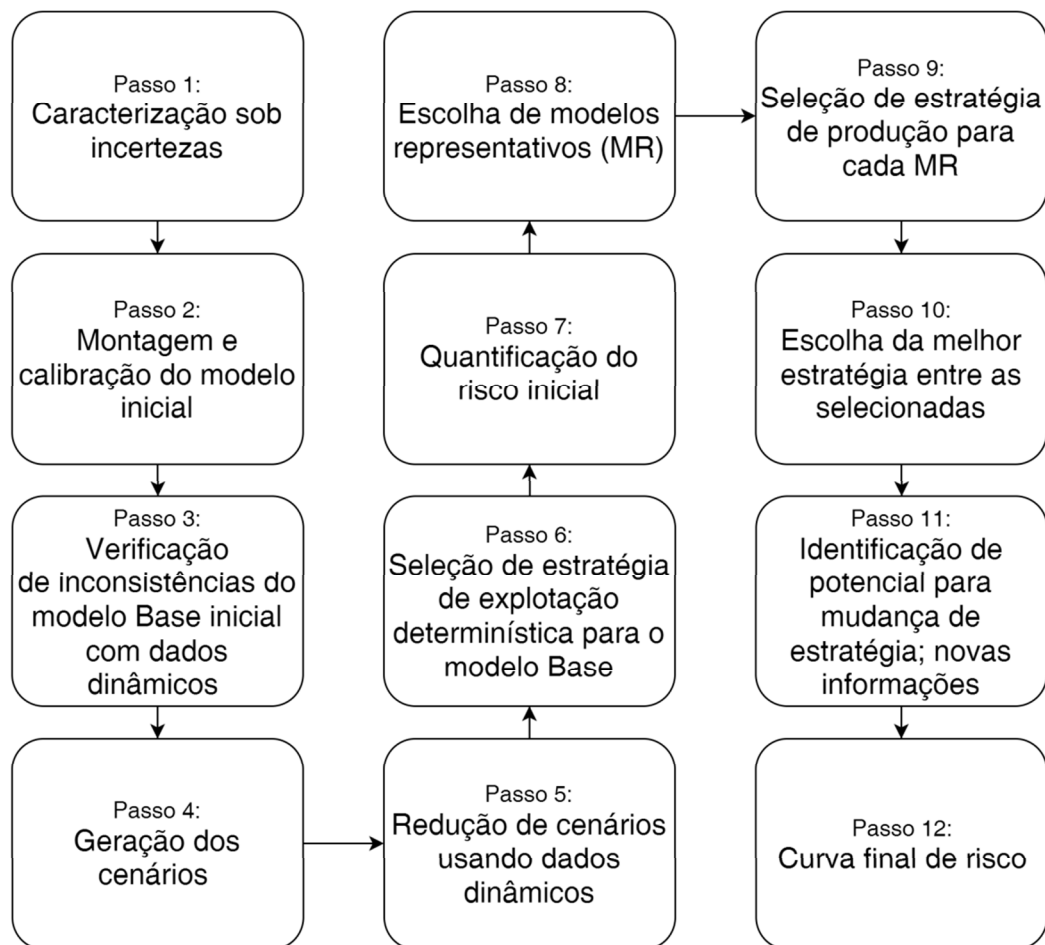 Passo 1:
Caracterização sob
incertezas
Passo 2:
Montagem e
calibração do modelo
inicial
Passo 3:
Verificação
de inconsistências do
modelo Base inicial
com dados
dinâmicos
Passo 4:
Geração dos
cenários
Passo 5:
Redução de cenários
usando dados
dinâmicos
Passo 6:
Seleção de estratégia
de explotação
determinística para o
modelo Base
Passo 7:
Quantificação do
risco inicial
Passo 8:
Escolha de modelos
representativos (MR)
Passo 9:
Seleção de estratégia
de produção para
cada MR
Passo 10:
Escolha da melhor
estratégia entre as
selecionadas
Passo 11:
Identificação de
potencial para
mudança de
estratégia; novas
informações
Passo 12:
Curva final de risco